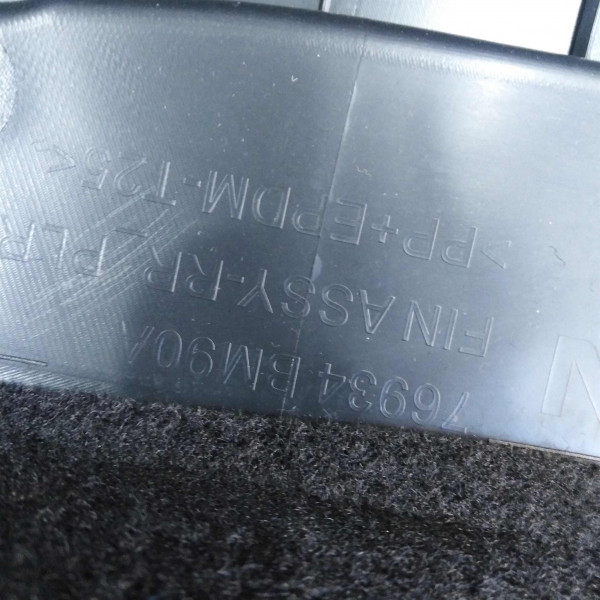 76934 BM90A
FIN ASSY-RR PLR
>PP+EPDM-T25<